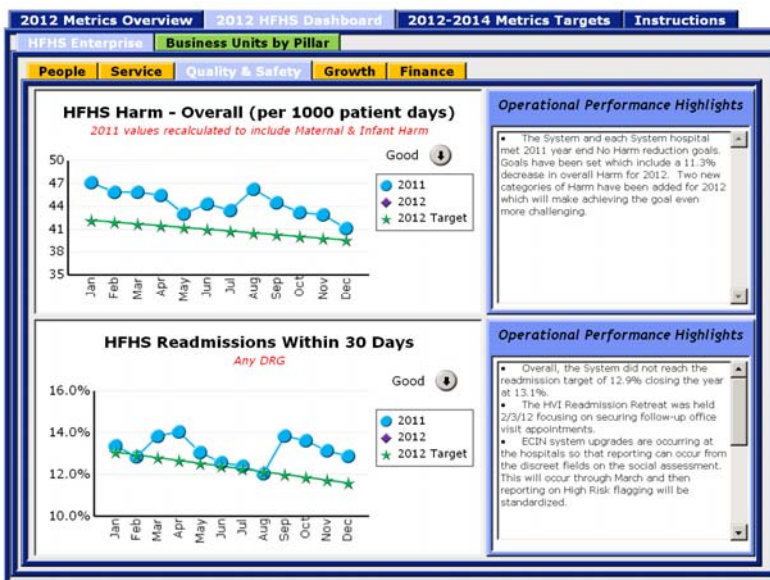 2012 Metrics Overview 2012 HFHS Dashboard 2012-2014 Metrics Targets Instructions
HFHS Enterprise Business Units by Pillar
People Service Quality & Safety Growth Finance
HFHS Harm - Overall (per 1000 patient days)
2011 values recalculated to include Maternal & Infant Harm
Good
50
47
44
41
38
35
Jan Feb Mar Apr May Jun Jul Aug Sep Oct Nov Dec
2011
2012
2012 Target
Operational Performance Highlights
▪ The System and each System hospital
met 2011 year end No Harm reduction goals.
Goals have been set which include a 11.3%
decrease in overall Harm for 2012. Two new
categories of Harm have been added for 2012
which will make achieving the goal even
more challenging.
HFHS Readmissions Within 30 Days
Any DRG
Good
16.0%
14.0%
12.0%
10.0%
Jan Feb Mar Apr May Jun Jul Aug Sep Oct Nov Dec
2011
2012
2012 Target
Operational Performance Highlights
▪ Overall, the System did not reach the
readmission target of 12.9% closing the year
at 13.1%.
▪ The HVI Readmission Retreat was held
2/3/12 focusing on securing follow-up office
visit appointments.
▪ ECIN system upgrades are occurring at
the hospitals so that reporting can occur from
the discreet fields on the social assessment.
This will occur through March and then
reporting on High Risk flagging will be
standardized.